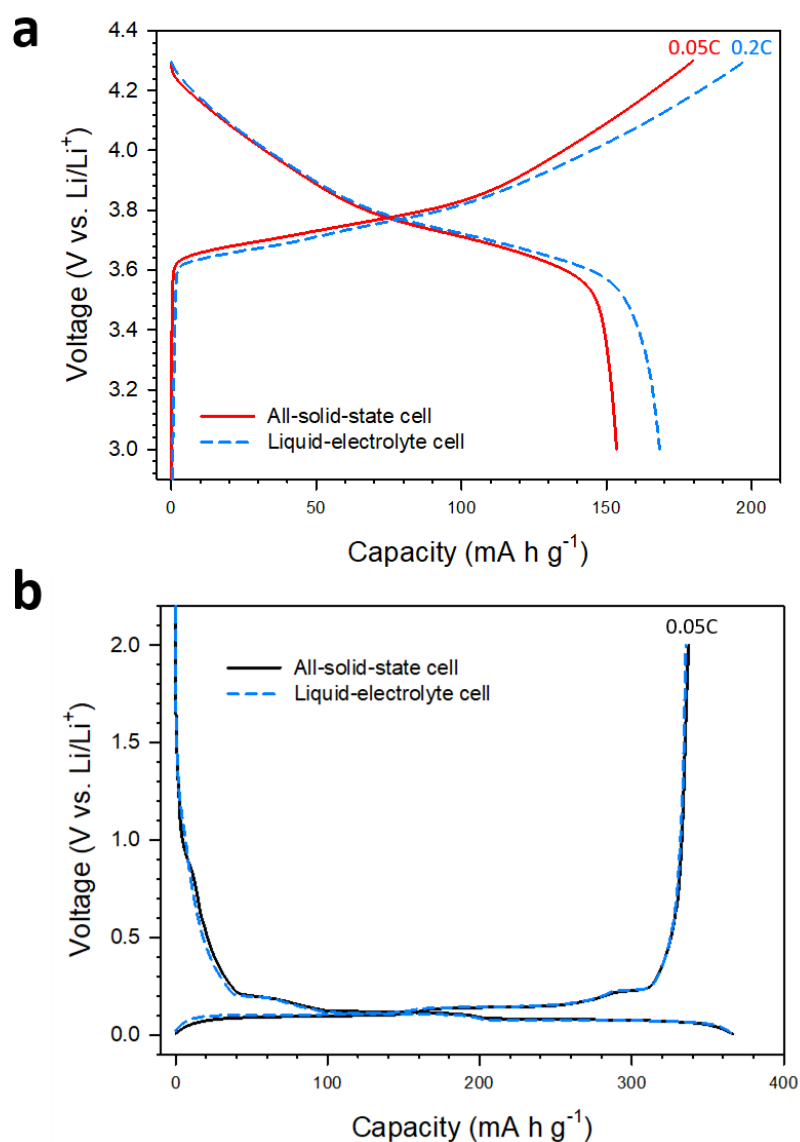 a
0.05C 0.2C
4.4
4.2
4.0
3.8
3.6
3.4
3.2
3.0
Voltage (V vs. Li/Li⁺)
All-solid-state cell
Liquid-electrolyte cell
0 50 100 150 200
Capacity (mA h g⁻¹)
b
0.05C
2.0
1.5
1.0
0.5
0.0
Voltage (V vs. Li/Li⁺)
All-solid-state cell
Liquid-electrolyte cell
0 100 200 300 400
Capacity (mA h g⁻¹)